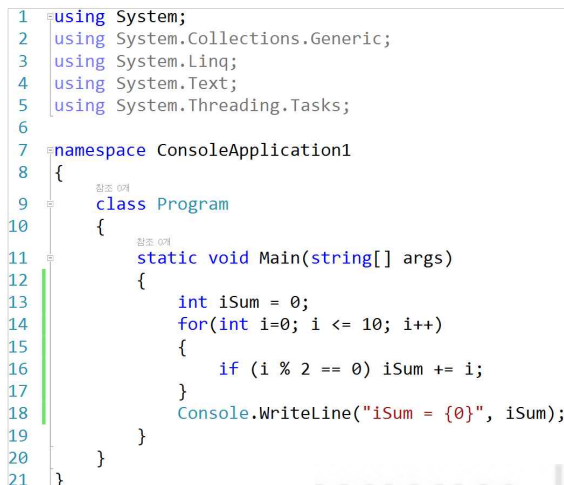 1 using System;
2 using System.Collections.Generic;
3 using System.Linq;
4 using System.Text;
5 using System.Threading.Tasks;
6
7 namespace ConsoleApplication1
8 {
참조 0개
9 class Program
10 {
참조 0개
11 static void Main(string[] args)
12 {
13 int iSum = 0;
14 for(int i=0; i <= 10; i++)
15 {
16 if (i % 2 == 0) iSum += i;
17 }
18 Console.WriteLine("iSum = {0}", iSum);
19 }
20 }
21 }